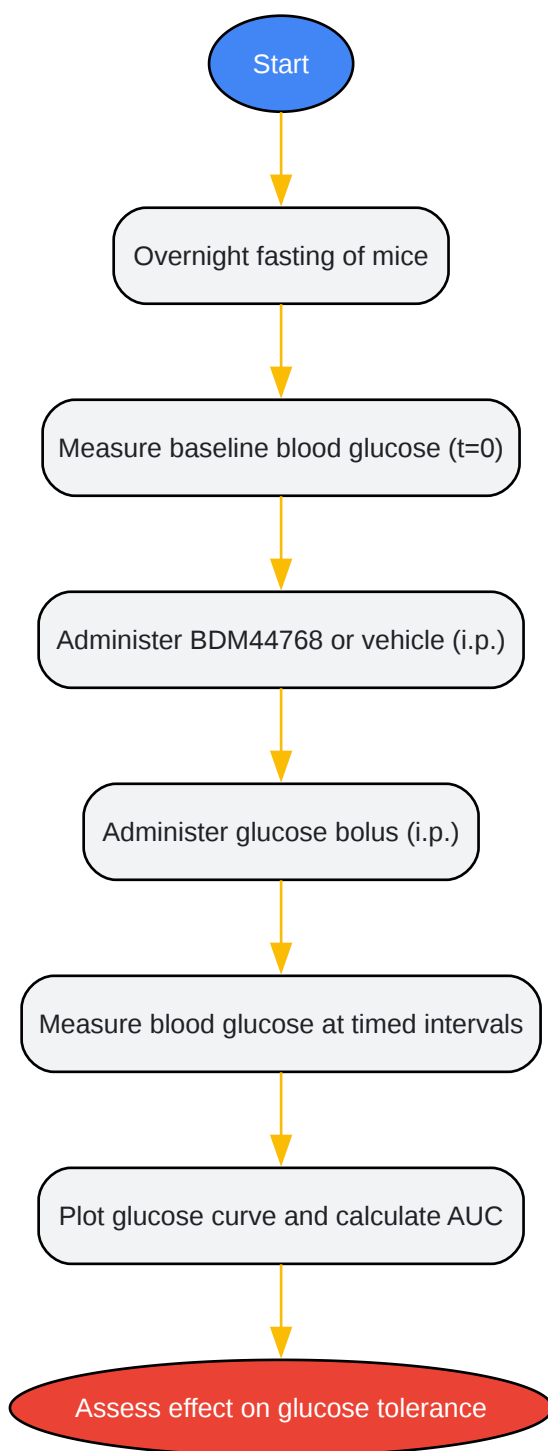 Start
Overnight fasting of mice
Measure baseline blood glucose (t=0)
Administer BDM44768 or vehicle (i.p.)
Administer glucose bolus (i.p.)
Measure blood glucose at timed intervals
Plot glucose curve and calculate AUC
Assess effect on glucose tolerance